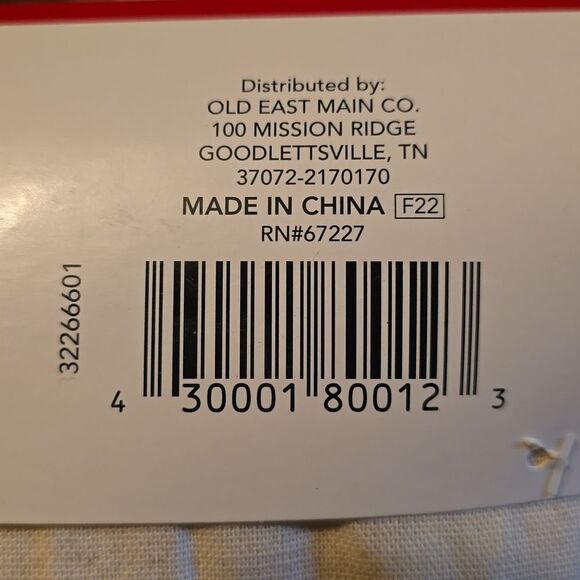 Distributed by:
OLD EAST MAIN CO.
100 MISSION RIDGE
GOODLETTSVILLE, TN
37072-2170170
MADE IN CHINA F22
RN#67227
32266601
4 30001 80012 3